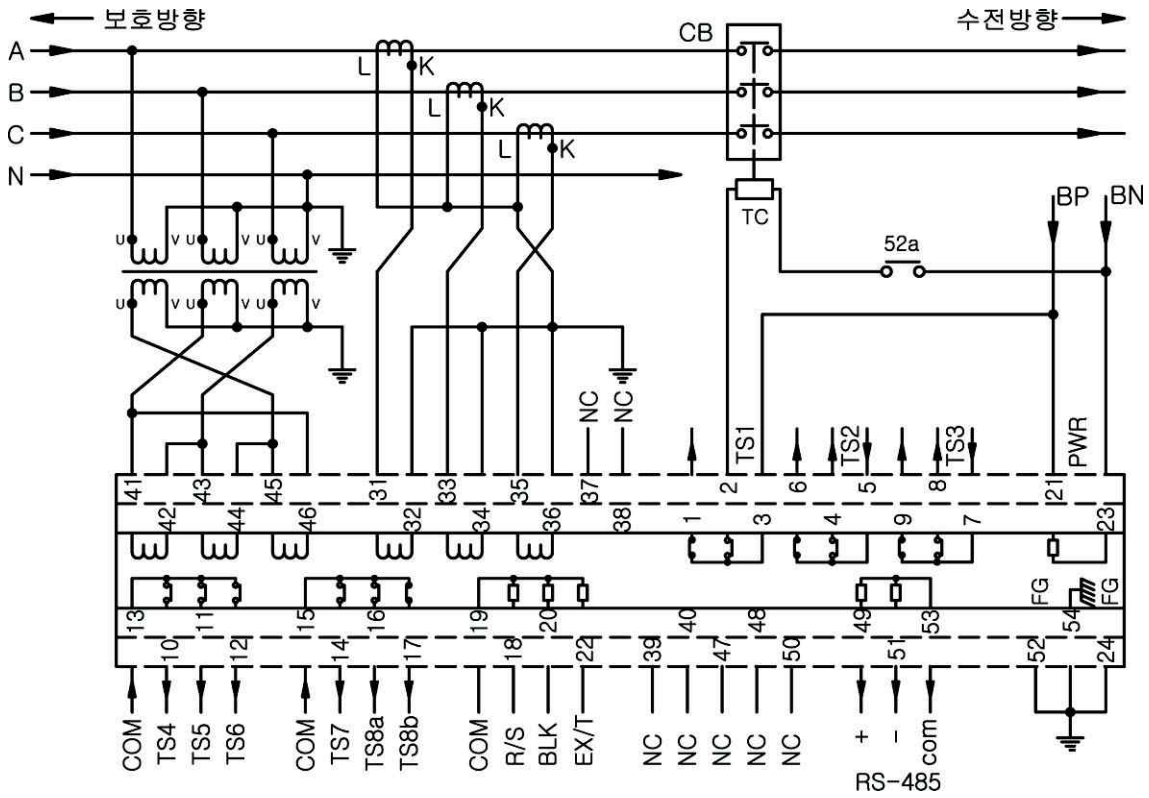 보호방향
수전방향
A
B
C
N
L K
L K
L K
CB
TC
52a
BP BN
U V U V U V
U V U V U V
NC NC
TS1 TS2 TS3 PWR
41 43 45 31 33 35 37 2 6 5 8 21
42 44 46 32 34 36 38 1 3 4 9 7 23
13 11 15 16 19 20 40 48 49 53 FG 54 FG
10 12 14 17 18 22 39 47 50 51 52 24
COM TS4 TS5 TS6 COM TS7 TS8a TS8b COM R/S BLK EX/T NC NC NC NC NC + - com
RS-485